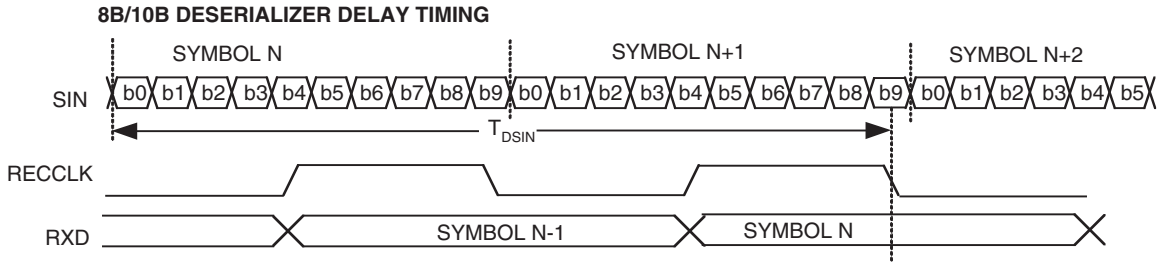 8B/10B DESERIALIZER DELAY TIMING
SYMBOL N SYMBOL N+1 SYMBOL N+2
SIN b0 b1 b2 b3 b4 b5 b6 b7 b8 b9 b0 b1 b2 b3 b4 b5 b6 b7 b8 b9 b0 b1 b2 b3 b4 b5
TDSIN
RECCLK
RXD SYMBOL N-1 SYMBOL N